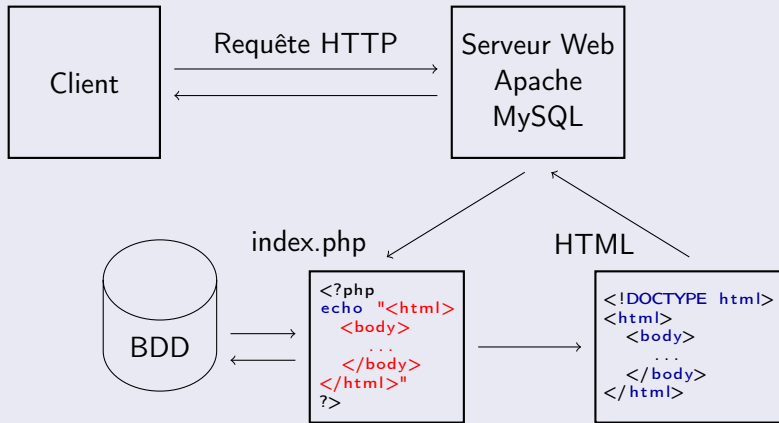 Client
Requête HTTP
Serveur Web
Apache
MySQL
index.php
HTML
BDD
<?php
echo "<html>
<body>
...
</body>
</html>"
?>
<!DOCTYPE html>
<html>
<body>
...
</body>
</html>